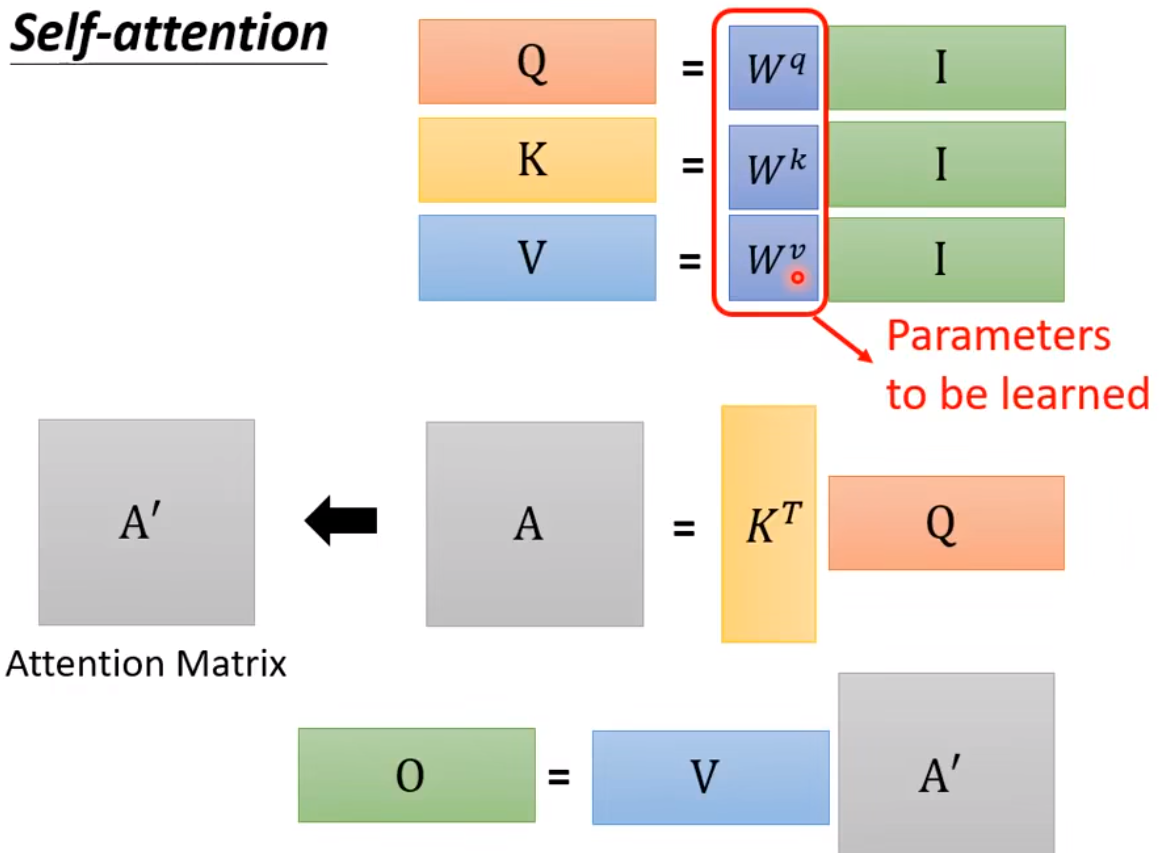 Self-attention
Q = W^q I
K = W^k I
V = W^v I
Parameters
to be learned
A′ A = K^T Q
Attention Matrix
O = V A′